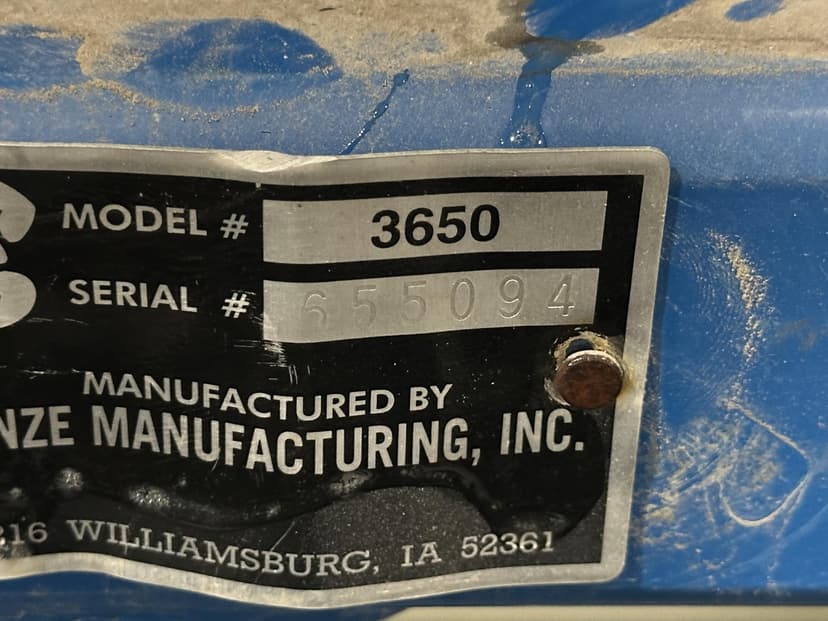 MODEL # 3650
SERIAL # 655094
MANUFACTURED BY
NZE MANUFACTURING, INC.
216 WILLIAMSBURG, IA 52361